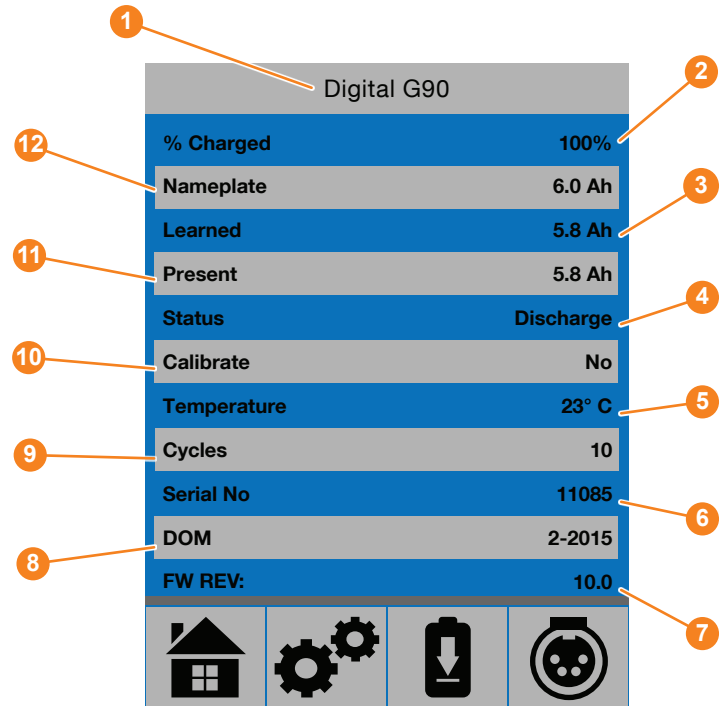 1
Digital G90
2
% Charged 100%
12
Nameplate 6.0 Ah
3
Learned 5.8 Ah
11
Present 5.8 Ah
4
Status Discharge
10
Calibrate No
5
Temperature 23° C
9
Cycles 10
6
Serial No 11085
8
DOM 2-2015
FW REV: 10.0
7